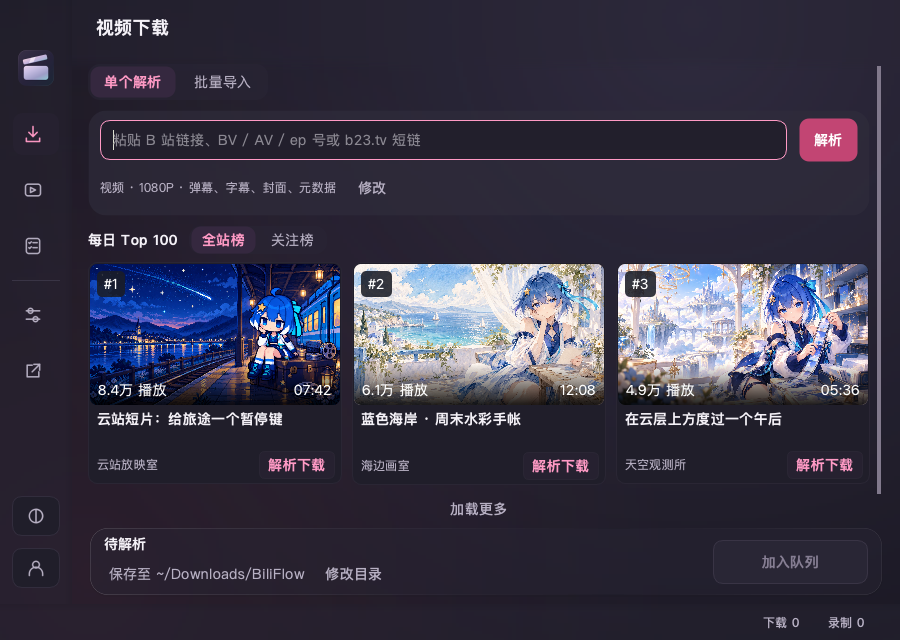 视频下载
单个解析 批量导入
粘贴 B 站链接、BV / AV / ep 号或 b23.tv 短链 解析
视频 · 1080P · 弹幕、字幕、封面、元数据 修改
每日 Top 100 全站榜 关注榜
#1 #2 #3
8.4万 播放 07:42 6.1万 播放 12:08 4.9万 播放 05:36
云站短片：给旅途一个暂停键 蓝色海岸 · 周末水彩手帐 在云层上方度过一个午后
云站放映室 解析下载 海边画室 解析下载 天空观测所 解析下载
加载更多
待解析
保存至 ~/Downloads/BiliFlow 修改目录 加入队列
下载 0 录制 0